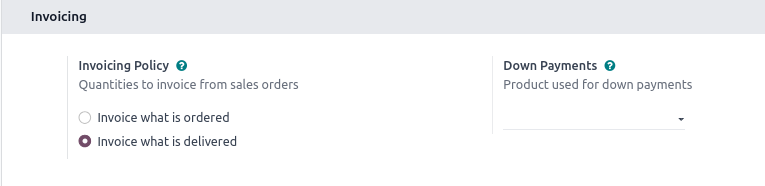 Invoicing
Invoicing Policy ?
Quantities to invoice from sales orders
Invoice what is ordered
Invoice what is delivered
Down Payments ?
Product used for down payments